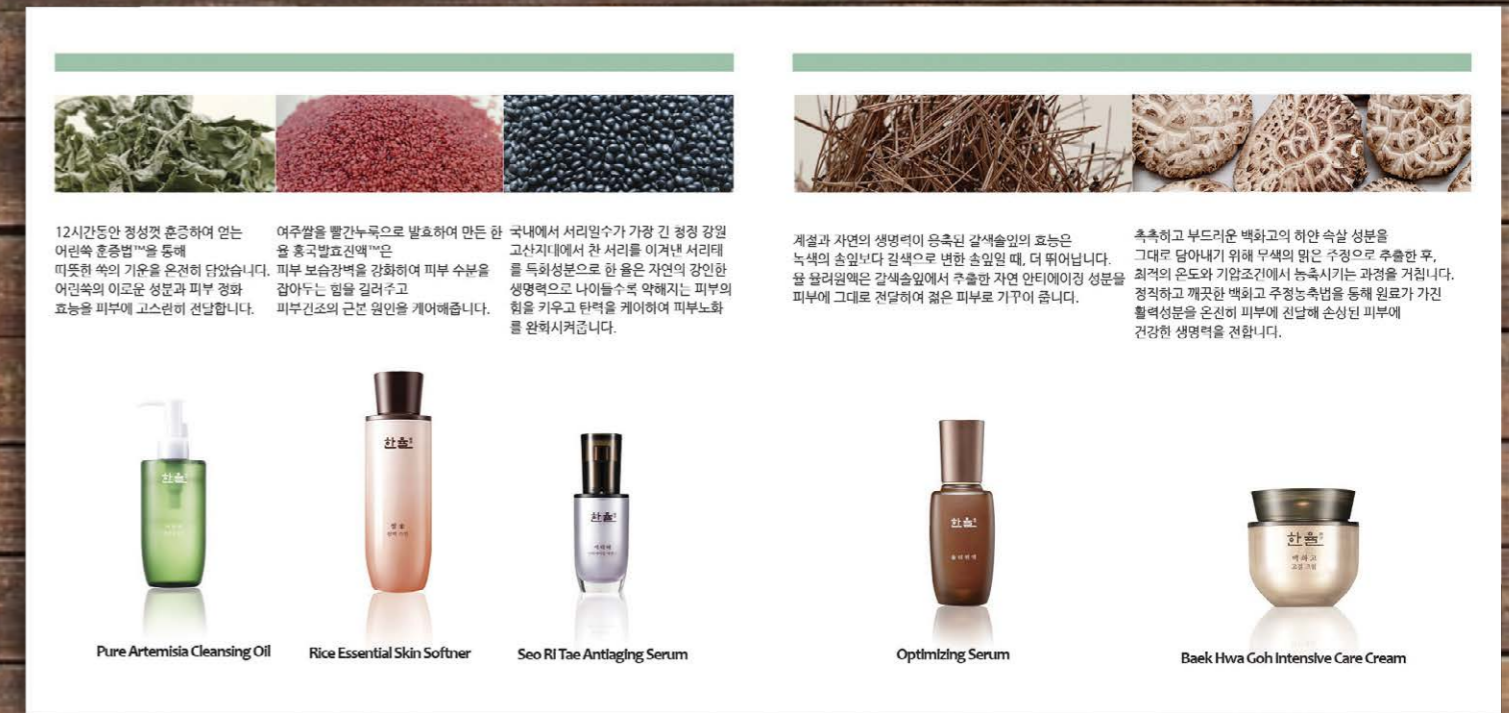 12시간동안 정성껏 훈증하여 얻는
어린쑥 훈증법™을 통해
따뜻한 쑥의 기운을 온전히 담았습니다.
어린쑥의 이로운 성분과 피부 정화
효능을 피부에 고스란히 전달합니다.
여주쌀을 빨간누룩으로 발효하여 만든 한
율 홍국발효진액™은
피부 보습장벽을 강화하여 피부 수분을
잡아두는 힘을 길러주고
피부건조의 근본 원인을 케어해줍니다.
국내에서 서리일수가 가장 긴 청정 강원
고산지대에서 찬 서리를 이겨낸 서리태
를 특화성분으로 한 율은 자연의 강인한
생명력으로 나이들수록 약해지는 피부의
힘을 키우고 탄력을 케어하여 피부노화
를 완화시켜줍니다.
계절과 자연의 생명력이 응축된 갈색솔잎의 효능은
녹색의 솔잎보다 갈색으로 변한 솔잎일 때, 더 뛰어납니다.
율 율려원액은 갈색솔잎에서 추출한 자연 안티에이징 성분을
피부에 그대로 전달하여 젊은 피부로 가꾸어 줍니다.
촉촉하고 부드러운 백화고의 하얀 속살 성분을
그대로 담아내기 위해 무색의 맑은 주정으로 추출한 후,
최적의 온도와 기압조건에서 농축시키는 과정을 거칩니다.
정직하고 깨끗한 백화고 주정농축법을 통해 원료가 가진
활력성분을 온전히 피부에 전달해 손상된 피부에
건강한 생명력을 전합니다.
한율
한율
한율
서리태
한율
한율
백화고
고결 크림
Pure Artemisia Cleansing Oil
Rice Essential Skin Softner
Seo Ri Tae Antiaging Serum
Optimizing Serum
Baek Hwa Goh Intensive Care Cream